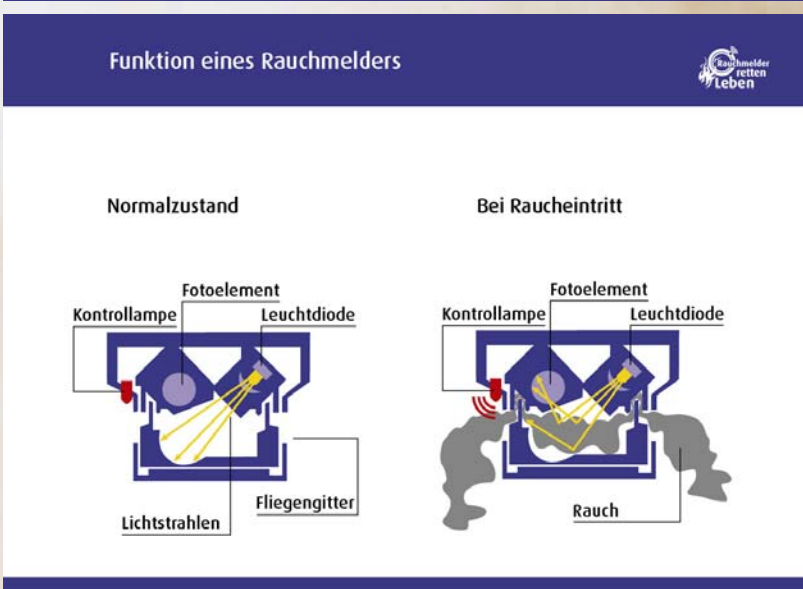 Funktion eines Rauchmelders
Rauchmelder
retten
Leben
Normalzustand
Bei Raucheintritt
Fotoelement
Kontrollampe
Leuchtdiode
Fliegengitter
Lichtstrahlen
Fotoelement
Kontrollampe
Leuchtdiode
Rauch